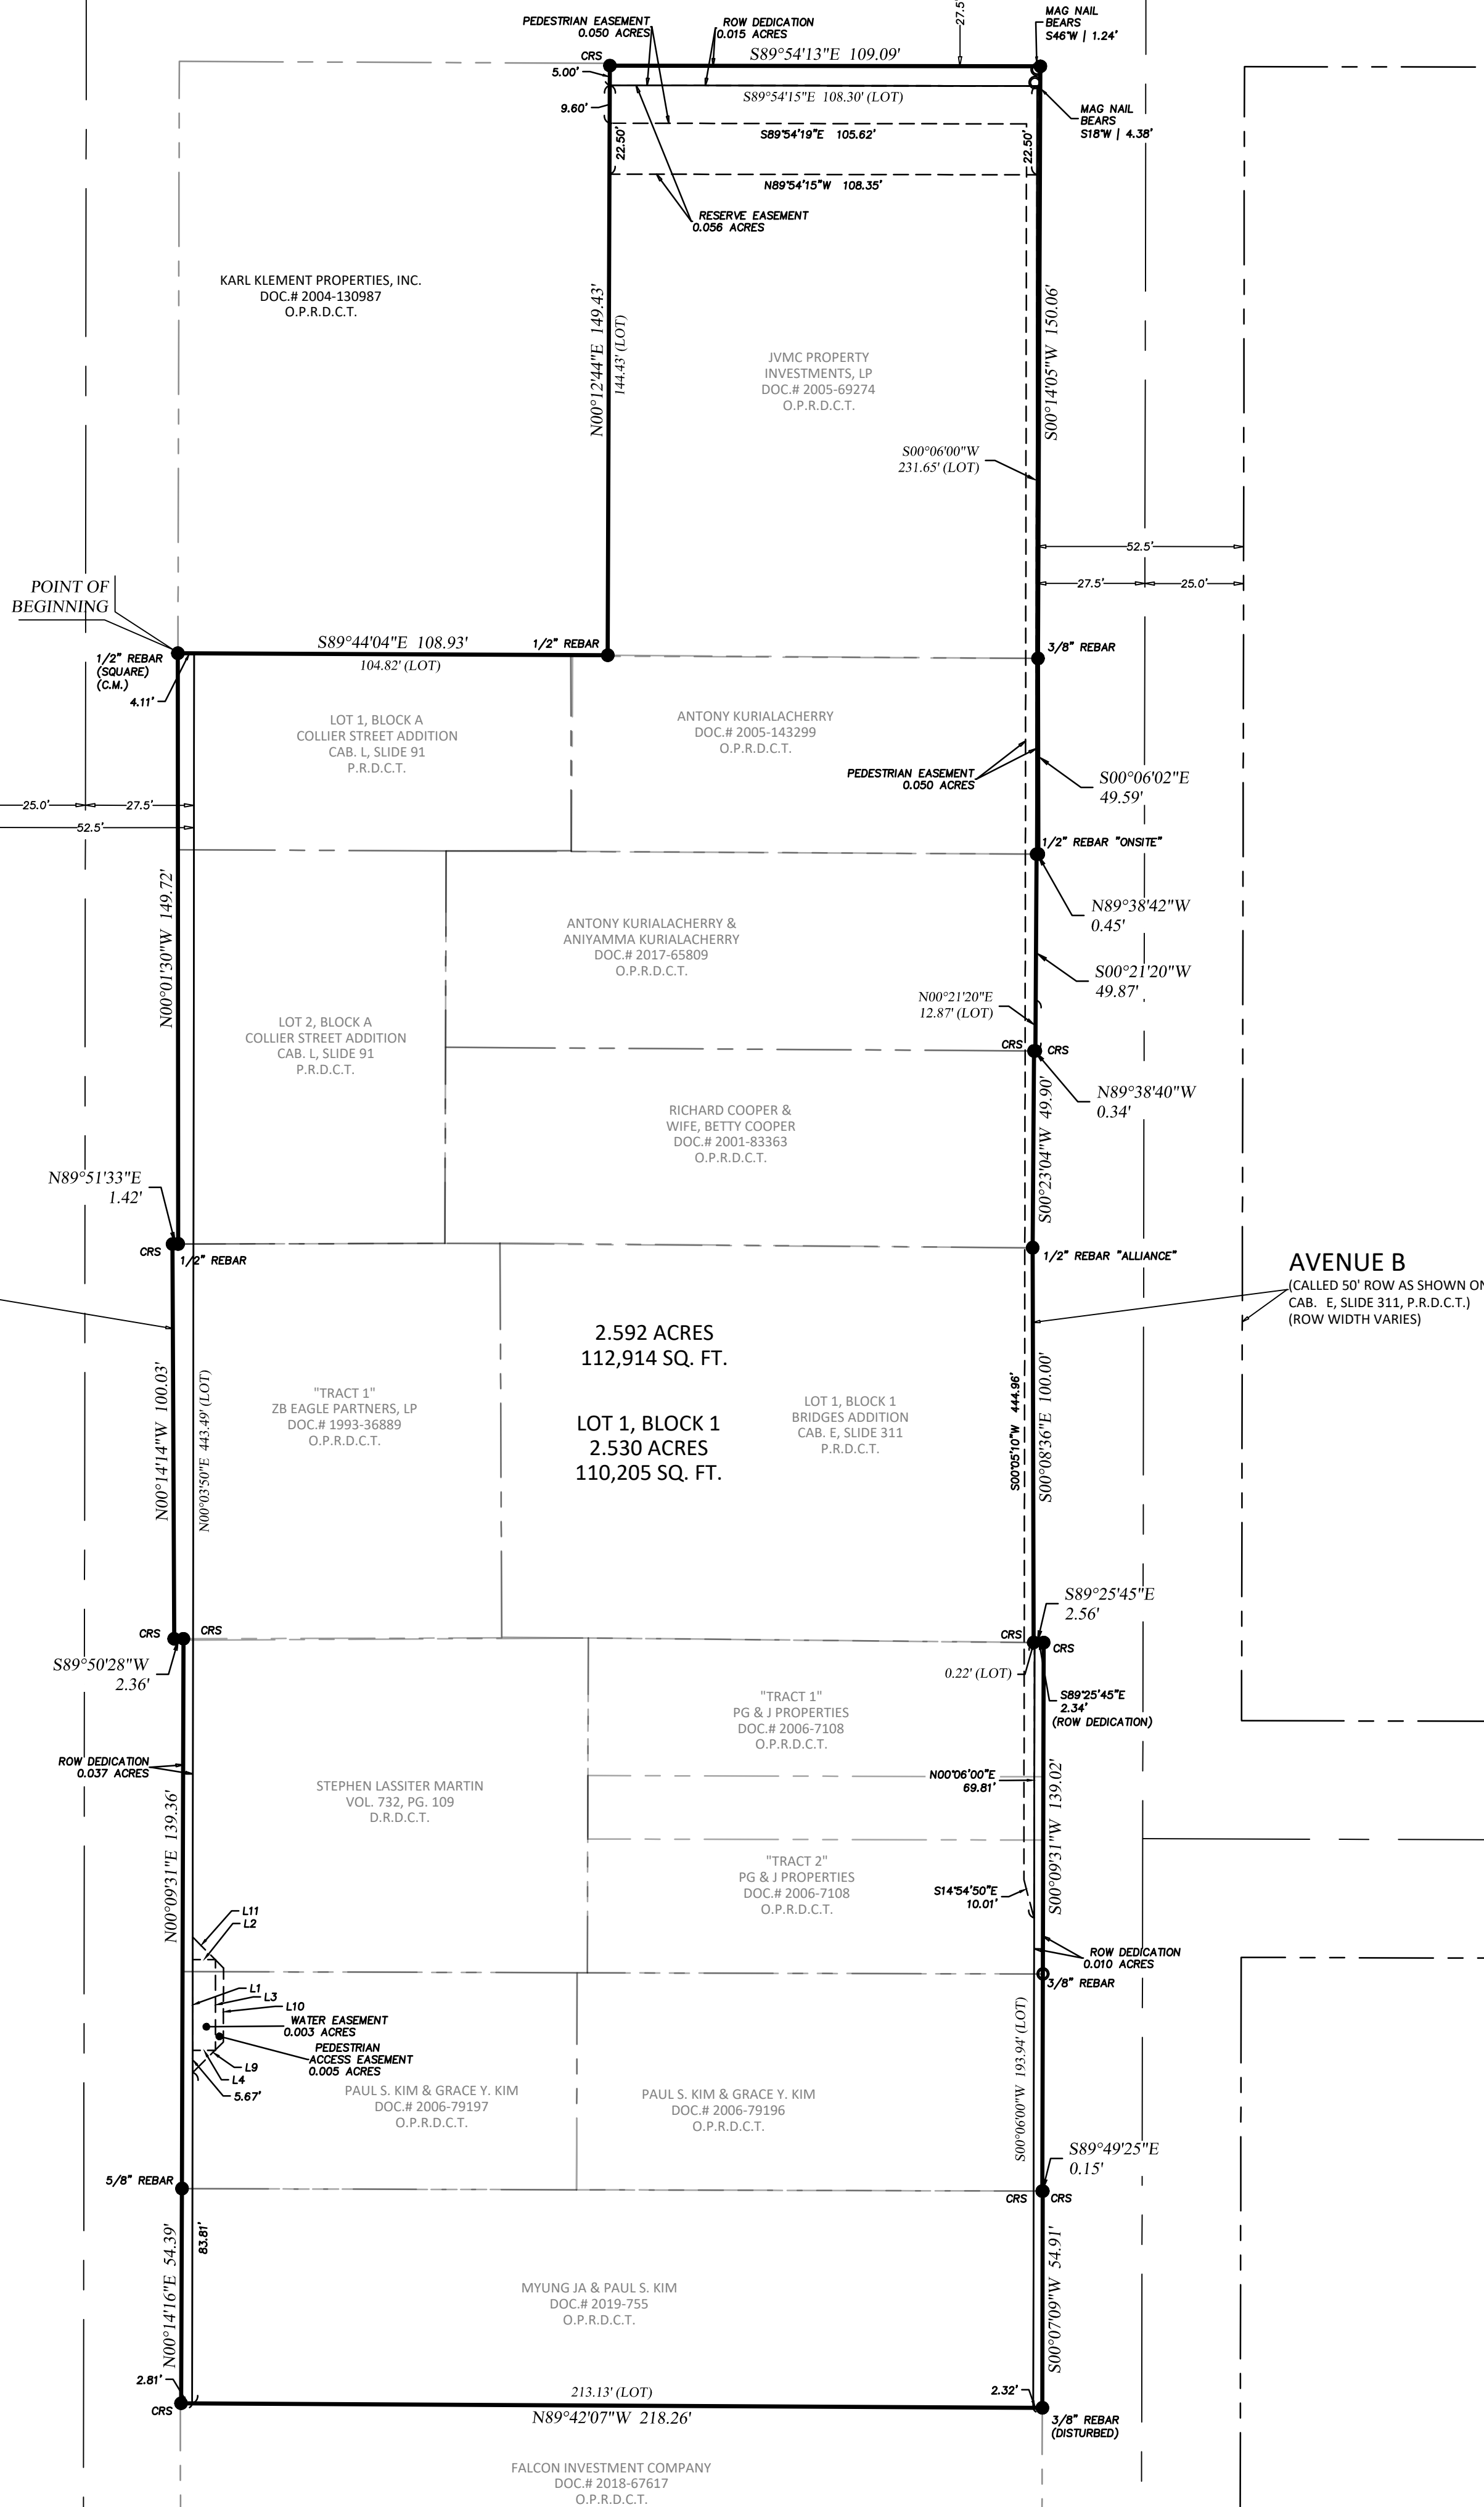 PEDESTRIAN EASEMENT
0.050 ACRES
ROW DEDICATION
0.015 ACRES
27.5'
MAG NAIL
BEARS
S46°W | 1.24'
CRS
S89°54'13"E 109.09'
5.00'
S89°54'15"E 108.30' (LOT)
9.60'
MAG NAIL
BEARS
S18°W | 4.38'
S89°54'19"E 105.62'
22.50'
22.50'
N89°54'15"W 108.35'
RESERVE EASEMENT
0.056 ACRES
KARL KLEMENT PROPERTIES, INC.
DOC.# 2004-130987
O.P.R.D.C.T.
N00°12'44"E 149.43'
144.43' (LOT)
JVMC PROPERTY
INVESTMENTS, LP
DOC.# 2005-69274
O.P.R.D.C.T.
S00°14'05"W 150.06'
S00°06'00"W
231.65' (LOT)
52.5'
27.5'
25.0'
POINT OF
BEGINNING
S89°44'04"E 108.93'
104.82' (LOT)
1/2" REBAR
3/8" REBAR
1/2" REBAR
(SQUARE)
(C.M.)
4.11'
LOT 1, BLOCK A
COLLIER STREET ADDITION
CAB. L, SLIDE 91
P.R.D.C.T.
ANTONY KURIALACHERRY
DOC.# 2005-143299
O.P.R.D.C.T.
PEDESTRIAN EASEMENT
0.050 ACRES
S00°06'02"E
49.59'
25.0'
27.5'
52.5'
1/2" REBAR "ONSITE"
N00°01'30"W 149.72'
N89°38'42"W
0.45'
ANTONY KURIALACHERRY &
ANIYAMMA KURIALACHERRY
DOC.# 2017-65809
O.P.R.D.C.T.
S00°21'20"W
49.87'
N00°21'20"E
12.87' (LOT)
LOT 2, BLOCK A
COLLIER STREET ADDITION
CAB. L, SLIDE 91
P.R.D.C.T.
CRS
CRS
N89°38'40"W
0.34'
RICHARD COOPER &
WIFE, BETTY COOPER
DOC.# 2001-83363
O.P.R.D.C.T.
S00°23'04"W 49.90'
N89°51'33"E
1.42'
CRS
1/2" REBAR
1/2" REBAR "ALLIANCE"
AVENUE B
(CALLED 50' ROW AS SHOWN ON
CAB. E, SLIDE 311, P.R.D.C.T.)
(ROW WIDTH VARIES)
2.592 ACRES
112,914 SQ. FT.
LOT 1, BLOCK 1
2.530 ACRES
110,205 SQ. FT.
N00°14'14"W 100.03'
N00°03'50"E 443.49' (LOT)
"TRACT 1"
ZB EAGLE PARTNERS, LP
DOC.# 1993-36889
O.P.R.D.C.T.
LOT 1, BLOCK 1
BRIDGES ADDITION
CAB. E, SLIDE 311
P.R.D.C.T.
S00°05'10"W 444.96'
S00°08'36"E 100.00'
S89°25'45"E
2.56'
CRS
CRS
CRS
CRS
S89°50'28"W
2.36'
0.22' (LOT)
S89°25'45"E
2.34'
(ROW DEDICATION)
"TRACT 1"
PG & J PROPERTIES
DOC.# 2006-7108
O.P.R.D.C.T.
ROW DEDICATION
0.037 ACRES
N00°06'00"E
69.81'
STEPHEN LASSITER MARTIN
VOL. 732, PG. 109
D.R.D.C.T.
N00°09'31"E 139.36'
S00°09'31"W 139.02'
"TRACT 2"
PG & J PROPERTIES
DOC.# 2006-7108
O.P.R.D.C.T.
S14°54'50"E
10.01'
L11
L2
ROW DEDICATION
0.010 ACRES
3/8" REBAR
L1
L3
L10
WATER EASEMENT
0.003 ACRES
PEDESTRIAN
ACCESS EASEMENT
0.005 ACRES
L9
L4
5.67'
PAUL S. KIM & GRACE Y. KIM
DOC.# 2006-79197
O.P.R.D.C.T.
PAUL S. KIM & GRACE Y. KIM
DOC.# 2006-79196
O.P.R.D.C.T.
S00°06'00"W 193.94' (LOT)
S89°49'25"E
0.15'
5/8" REBAR
CRS
CRS
N00°14'16"E 54.39'
83.81'
S00°07'09"W 54.91'
MYUNG JA & PAUL S. KIM
DOC.# 2019-755
O.P.R.D.C.T.
2.81'
CRS
213.13' (LOT)
N89°42'07"W 218.26'
2.32'
3/8" REBAR
(DISTURBED)
FALCON INVESTMENT COMPANY
DOC.# 2018-67617
O.P.R.D.C.T.